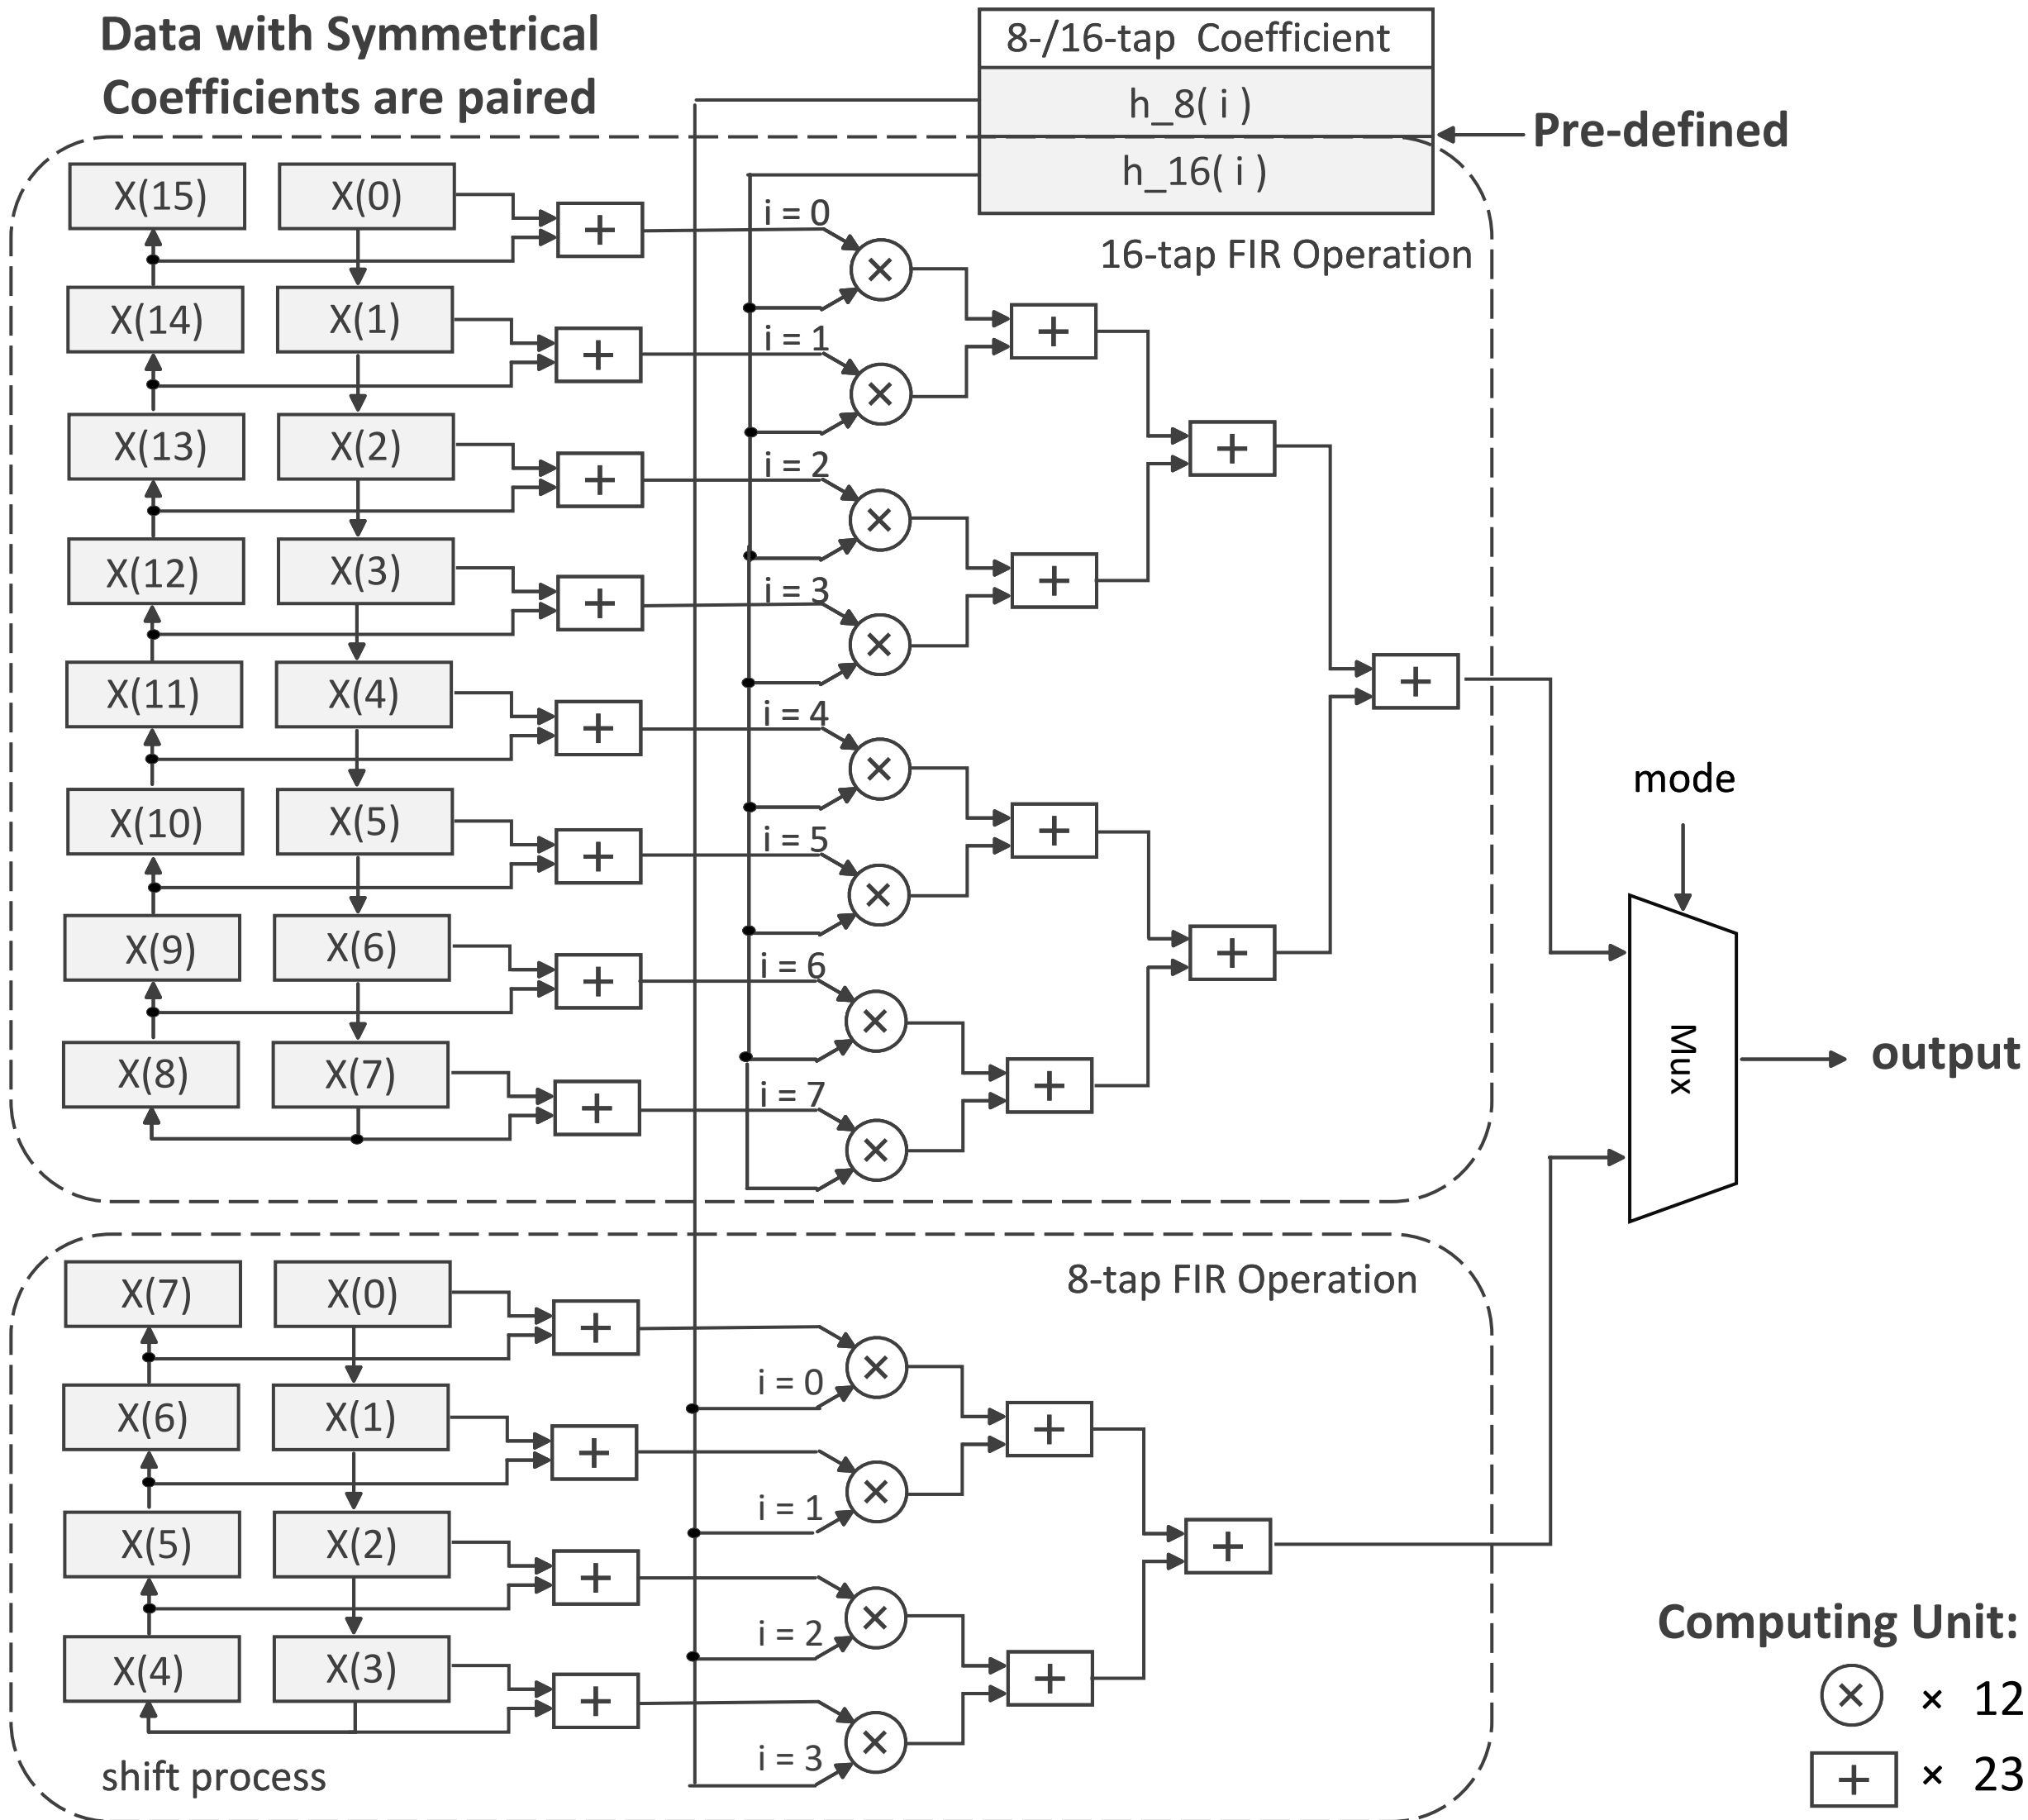 Data with Symmetrical
Coefficients are paired
8-/16-tap Coefficient
h_8( i )
h_16( i )
Pre-defined
16-tap FIR Operation
X(15) X(0) + i = 0 ×
X(14) X(1) + i = 1 × +
X(13) X(2) + i = 2 × +
X(12) X(3) + i = 3 × +
X(11) X(4) + i = 4 × +
X(10) X(5) + i = 5 × +
X(9) X(6) + i = 6 × +
X(8) X(7) + i = 7 × +
mode
Mux
output
8-tap FIR Operation
X(7) X(0) + i = 0 ×
X(6) X(1) + i = 1 × +
X(5) X(2) + i = 2 × +
X(4) X(3) + i = 3 × +
shift process
Computing Unit:
× × 12
+ × 23